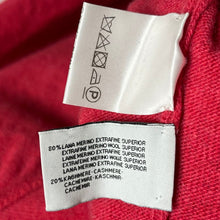 P
80% LANA MERINO EXTRAFINE SUPERIOR
EXTRAFINE MERINO WOOL SUPERIOR
LAINE MERINO EXTRAFINE SUPERIOR
EXTRAFEINE MERINO WOLLE SUPERIOR
LANA MERINO EXTRAFINE SUPERIOR
20% KASHMERE-CASHMERE
CACHEMIRE-KASCHMIR
CACHEMIR